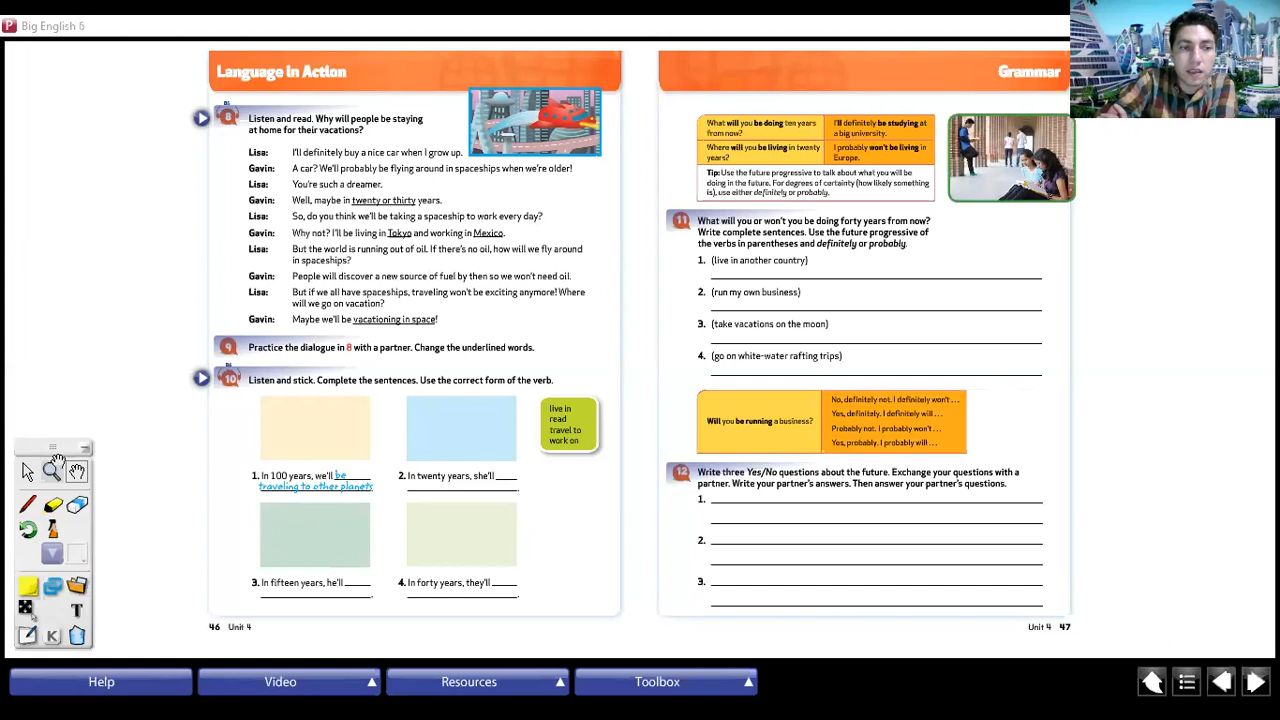 Big English 6
Language in Action
8
Listen and read. Why will people be staying
at home for their vacations?
Lisa: I'll definitely buy a nice car when I grow up.
Gavin: A car? We'll probably be flying around in spaceships when we're older!
Lisa: You're such a dreamer.
Gavin: Well, maybe in twenty or thirty years.
Lisa: So, do you think we'll be taking a spaceship to work every day?
Gavin: Why not? I'll be living in Tokyo and working in Mexico.
Lisa: But the world is running out of oil. If there's no oil, how will we fly around
in spaceships?
Gavin: People will discover a new source of fuel by then so we won't need oil.
Lisa: But if we all have spaceships, traveling won't be exciting anymore! Where
will we go on vacation?
Gavin: Maybe we'll be vacationing in space!
9 Practice the dialogue in 8 with a partner. Change the underlined words.
10 Listen and stick. Complete the sentences. Use the correct form of the verb.
live in
read
travel to
work on
1. In 100 years, we'll be
traveling to other planets.
2. In twenty years, she'll ____
____.
3. In fifteen years, he'll ____
____.
4. In forty years, they'll ____
____.
46 Unit 4
Grammar
What will you be doing ten years
from now?
I'll definitely be studying at
a big university.
Where will you be living in twenty
years?
I probably won't be living in
Europe.
Tip: Use the future progressive to talk about what you will be
doing in the future. For degrees of certainty (how likely something
is), use either definitely or probably.
11 What will you or won't you be doing forty years from now?
Write complete sentences. Use the future progressive of
the verbs in parentheses and definitely or probably.
1. (live in another country)
2. (run my own business)
3. (take vacations on the moon)
4. (go on white-water rafting trips)
Will you be running a business?
No, definitely not. I definitely won't ...
Yes, definitely. I definitely will ...
Probably not. I probably won't ...
Yes, probably. I probably will ...
12 Write three Yes/No questions about the future. Exchange your questions with a
partner. Write your partner's answers. Then answer your partner's questions.
1.
2.
3.
Unit 4 47
T
K
Help
Video
Resources
Toolbox